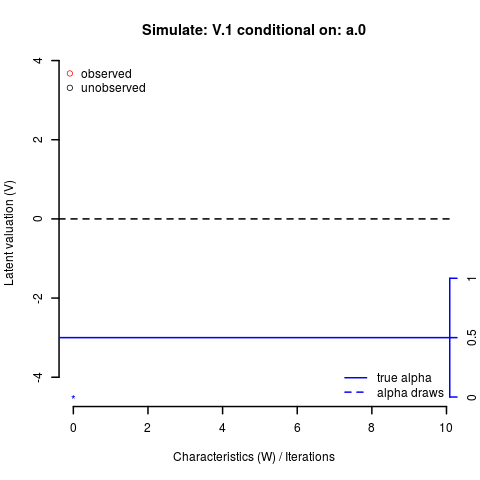 Simulate: V.1 conditional on: a.0
observed
unobserved
4
2
0
-2
-4
Latent valuation (V)
1
0.5
0
true alpha
alpha draws
*
0 2 4 6 8 10
Characteristics (W) / Iterations